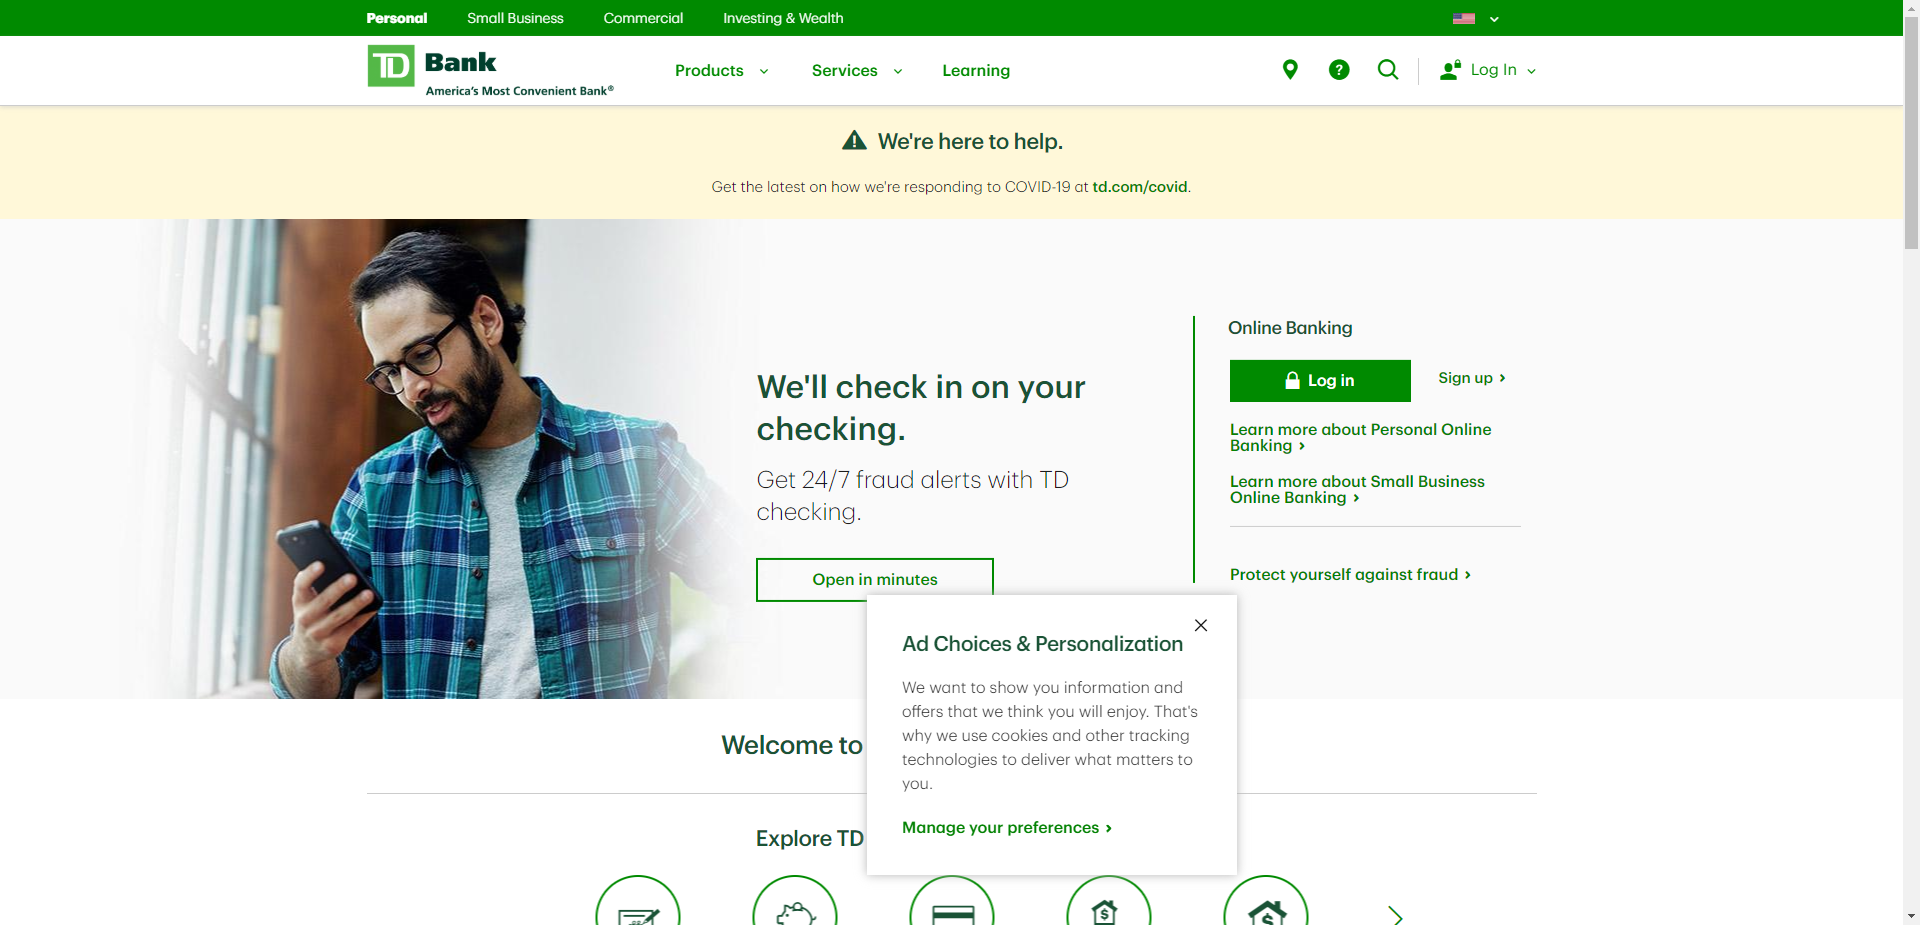 Personal Small Business Commercial Investing & Wealth
TD Bank
America's Most Convenient Bank®
Products Services Learning
? Log In
We're here to help.
Get the latest on how we're responding to COVID-19 at td.com/covid.
We'll check in on your
checking.
Get 24/7 fraud alerts with TD
checking.
Open in minutes
Online Banking
Log in Sign up ›
Learn more about Personal Online
Banking ›
Learn more about Small Business
Online Banking ›
Protect yourself against fraud ›
Ad Choices & Personalization
We want to show you information and
offers that we think you will enjoy. That's
why we use cookies and other tracking
technologies to deliver what matters to
you.
Manage your preferences ›
Welcome to
Explore TD
$ $